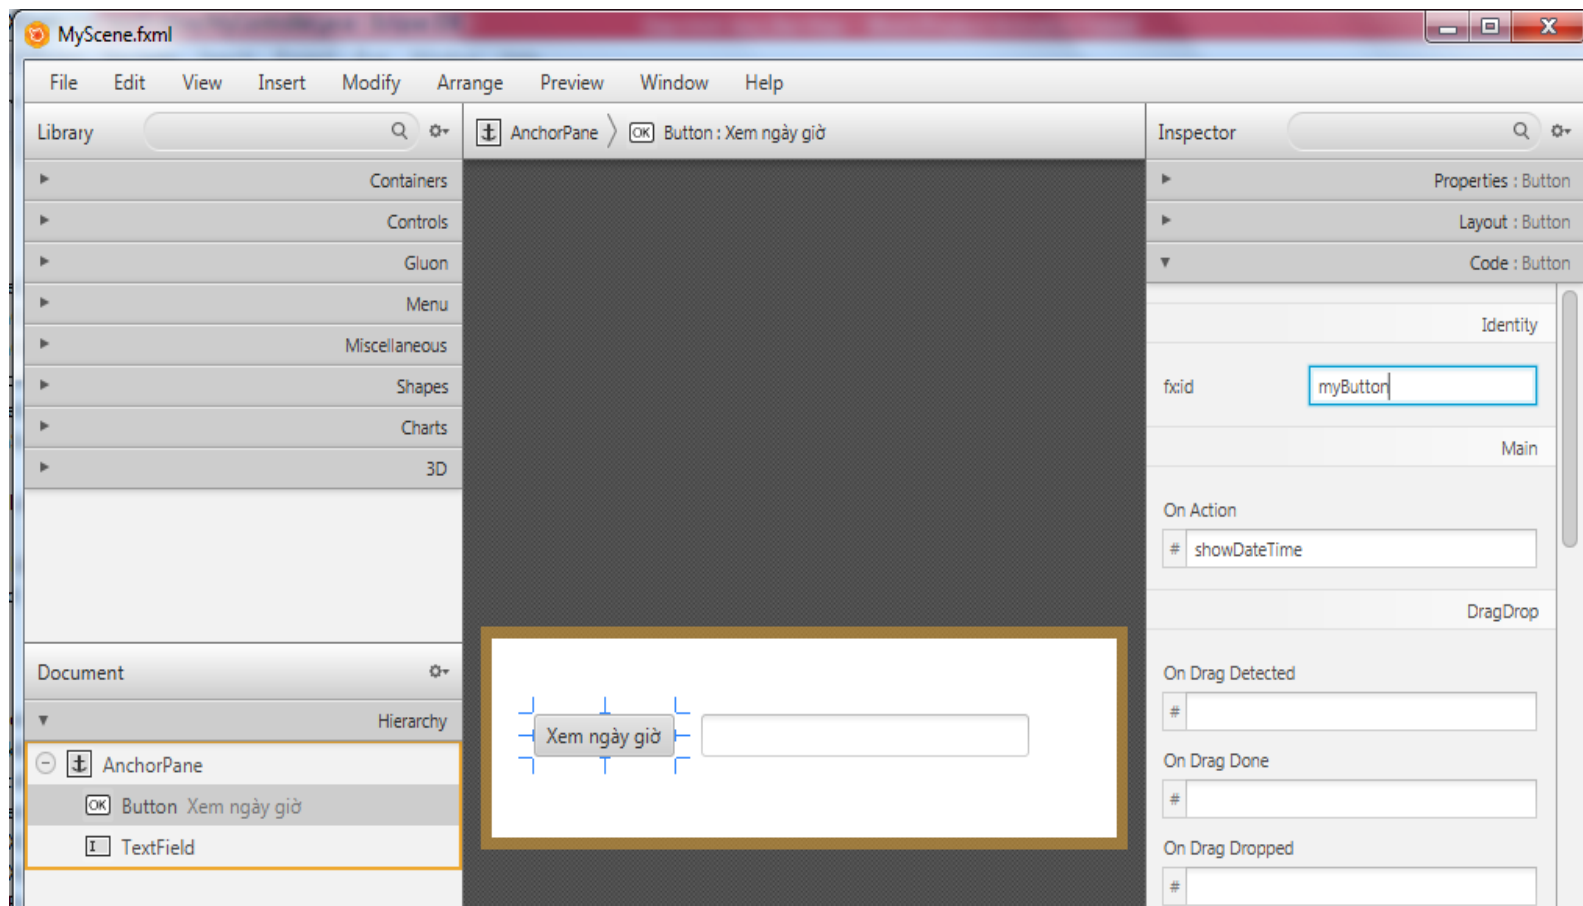 MyScene.fxml
File Edit View Insert Modify Arrange Preview Window Help
Library
AnchorPane OK Button : Xem ngày giờ
Inspector
Containers
Controls
Gluon
Menu
Miscellaneous
Shapes
Charts
3D
Properties : Button
Layout : Button
Code : Button
Identity
fx:id myButton
Main
On Action
# showDateTime
DragDrop
On Drag Detected
#
On Drag Done
#
On Drag Dropped
#
Xem ngày giờ
Document
Hierarchy
AnchorPane
OK Button Xem ngày giờ
I TextField